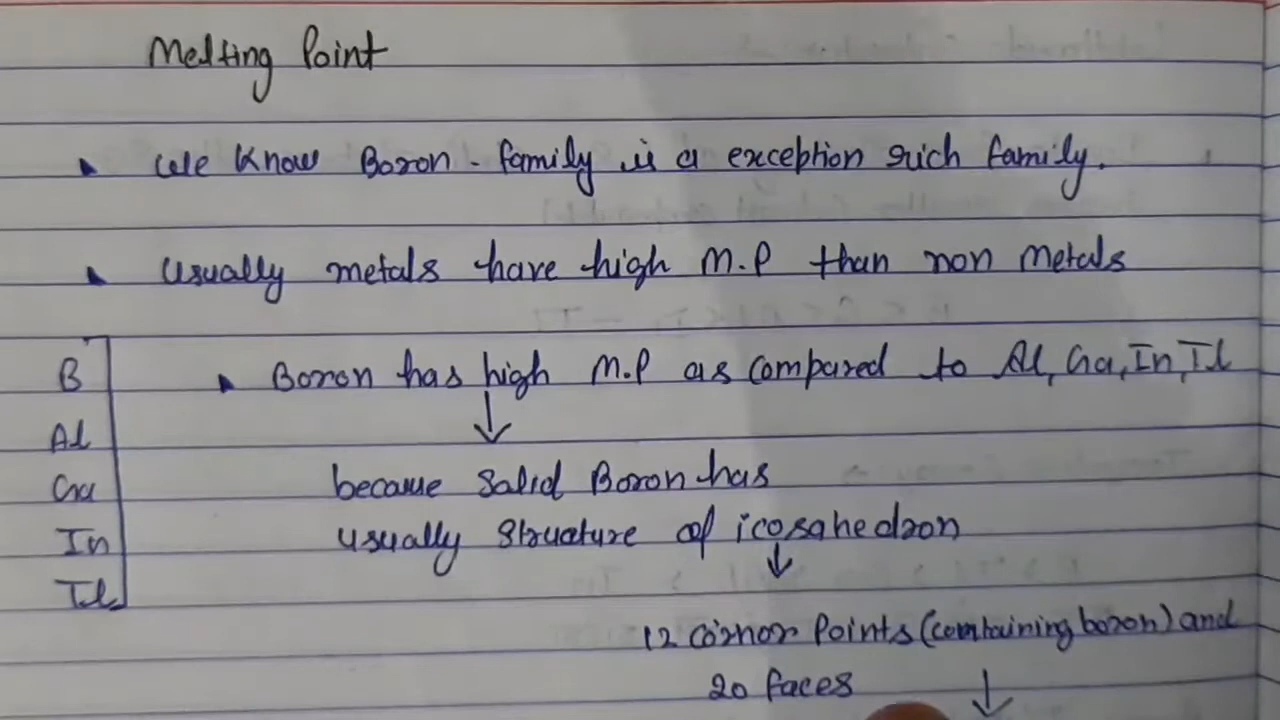 Melting Point
We Know Boron - family is a exception rich family.
Usually metals have high M.P than non metals
B
Boron has high M.P as compared to Al, Ga, In, Tl
Al
Ga
because Salid Boron has
In
usually structure of icosahedron
Tl
12 cornor Points (containing boron) and
20 faces